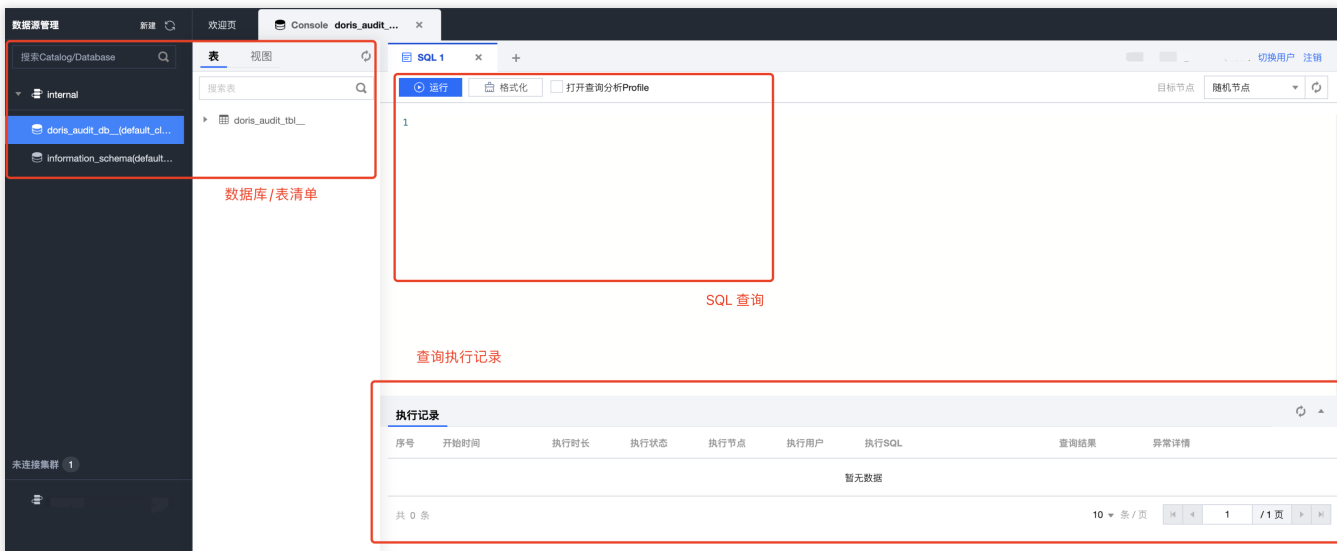 数据源管理 新建
欢迎页 Console doris_audit_... ×
搜索Catalog/Database
internal
doris_audit_db__(default_cl...
information_schema(default...
未连接集群 1
表 视图
搜索表
doris_audit_tbl__
数据库/表清单
SQL 1 × +
切换用户 注销
运行 格式化 打开查询分析Profile
目标节点 随机节点
1
SQL 查询
查询执行记录
执行记录
序号 开始时间 执行时长 执行状态 执行节点 执行用户 执行SQL 查询结果 异常详情
暂无数据
共 0 条
10 条 / 页 1 / 1 页